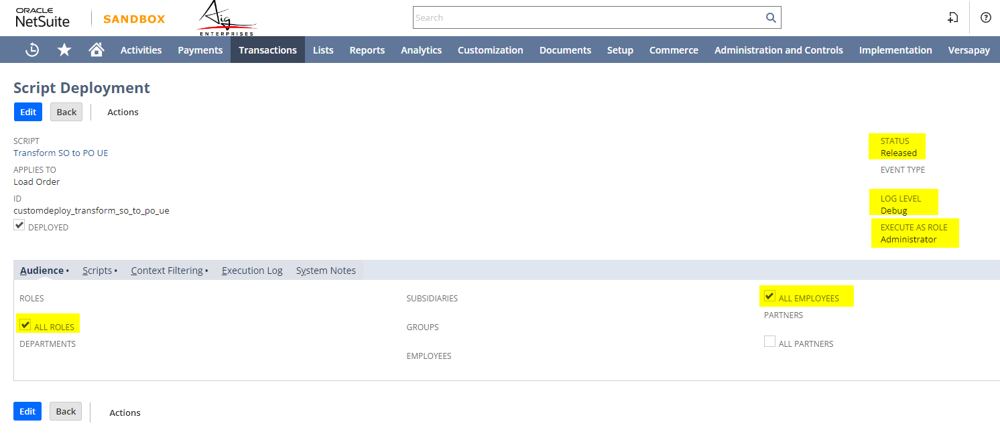 ORACLE
NetSuite
SANDBOX
Aig
ENTERPRISES
Search
Activities Payments Transactions Lists Reports Analytics Customization Documents Setup Commerce Administration and Controls Implementation Versapay
Script Deployment
Edit Back Actions
SCRIPT
Transform SO to PO UE
APPLIES TO
Load Order
ID
customdeploy_transform_so_to_po_ue
DEPLOYED
STATUS
Released
EVENT TYPE
LOG LEVEL
Debug
EXECUTE AS ROLE
Administrator
Audience • Scripts • Context Filtering • Execution Log System Notes
ROLES
ALL ROLES
DEPARTMENTS
SUBSIDIARIES
GROUPS
EMPLOYEES
ALL EMPLOYEES
PARTNERS
ALL PARTNERS
Edit Back Actions